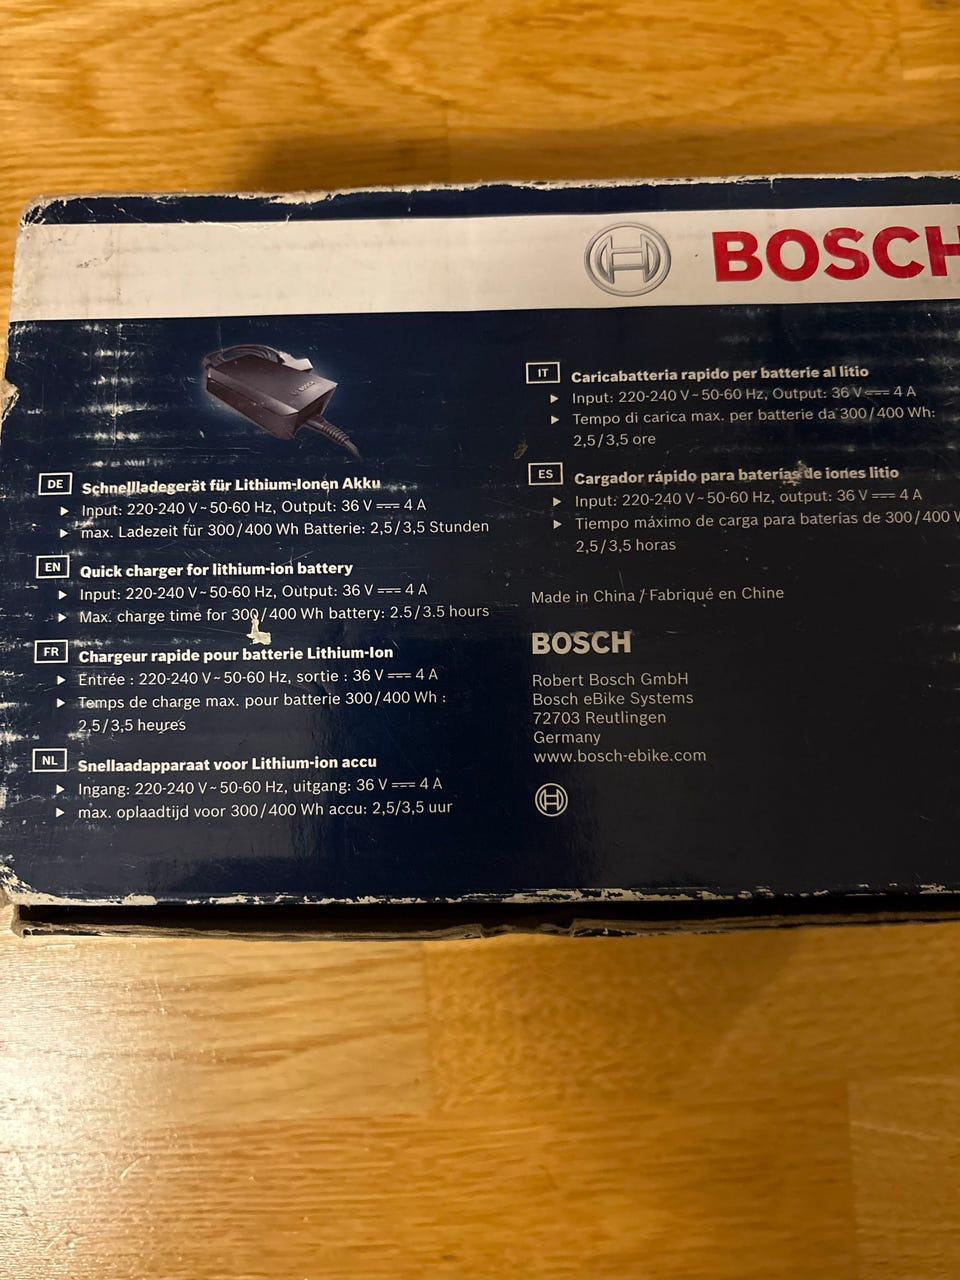 BOSCH
BOSCH
DE Schnellladegerät für Lithium-Ionen Akku
▶ Input: 220-240 V ~ 50-60 Hz, Output: 36 V ⎓ 4 A
▶ max. Ladezeit für 300/400 Wh Batterie: 2,5/3,5 Stunden
EN Quick charger for lithium-ion battery
▶ Input: 220-240 V ~ 50-60 Hz, Output: 36 V ⎓ 4 A
▶ Max. charge time for 300/400 Wh battery: 2.5/3.5 hours
FR Chargeur rapide pour batterie Lithium-Ion
▶ Entrée : 220-240 V ~ 50-60 Hz, sortie : 36 V ⎓ 4 A
▶ Temps de charge max. pour batterie 300/400 Wh :
2,5/3,5 heures
NL Snellaadapparaat voor Lithium-ion accu
▶ Ingang: 220-240 V ~ 50-60 Hz, uitgang: 36 V ⎓ 4 A
▶ max. oplaadtijd voor 300/400 Wh accu: 2,5/3,5 uur
IT Caricabatteria rapido per batterie al litio
▶ Input: 220-240 V ~ 50-60 Hz, Output: 36 V ⎓ 4 A
▶ Tempo di carica max. per batterie da 300/400 Wh:
2,5/3,5 ore
ES Cargador rápido para baterías de iones litio
▶ Input: 220-240 V ~ 50-60 Hz, output: 36 V ⎓ 4 A
▶ Tiempo máximo de carga para baterías de 300/400 W
2,5/3,5 horas
Made in China / Fabriqué en Chine
BOSCH
Robert Bosch GmbH
Bosch eBike Systems
72703 Reutlingen
Germany
www.bosch-ebike.com